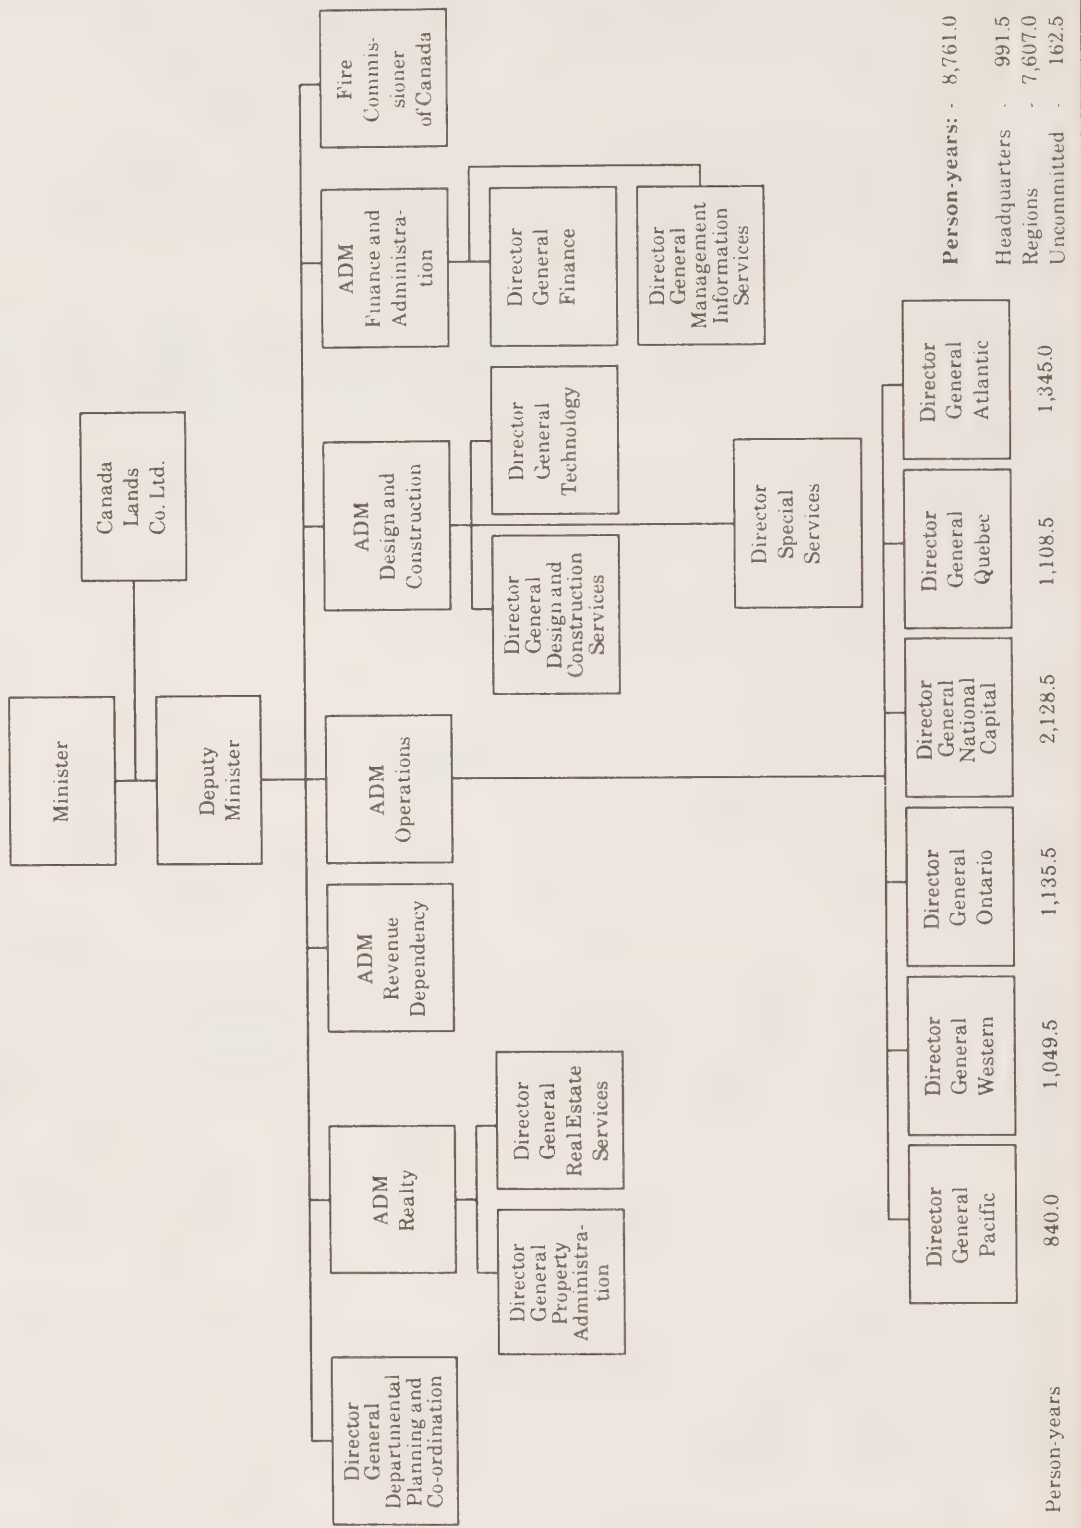 Minister
Canada
Lands
Co. Ltd.
Deputy
Minister
Director
General
Departmental
Planning and
Co-ordination
ADM
Realty
ADM
Revenue
Dependency
ADM
Operations
ADM
Design and
Construction
ADM
Finance and
Administra-
tion
Fire
Commis-
sioner
of Canada
Director
General
Property
Administra-
tion
Director
General
Real Estate
Services
Director
General
Design and
Construction
Services
Director
General
Technology
Director
General
Finance
Director
General
Management
Information
Services
Director
Special
Services
Director
General
Pacific
Director
General
Western
Director
General
Ontario
Director
General
National
Capital
Director
General
Quebec
Director
General
Atlantic
Person-years 840.0 1,049.5 1,135.5 2,128.5 1,108.5 1,345.0
Person-years: - 8,761.0
Headquarters - 991.5
Regions - 7,607.0
Uncommitted - 162.5